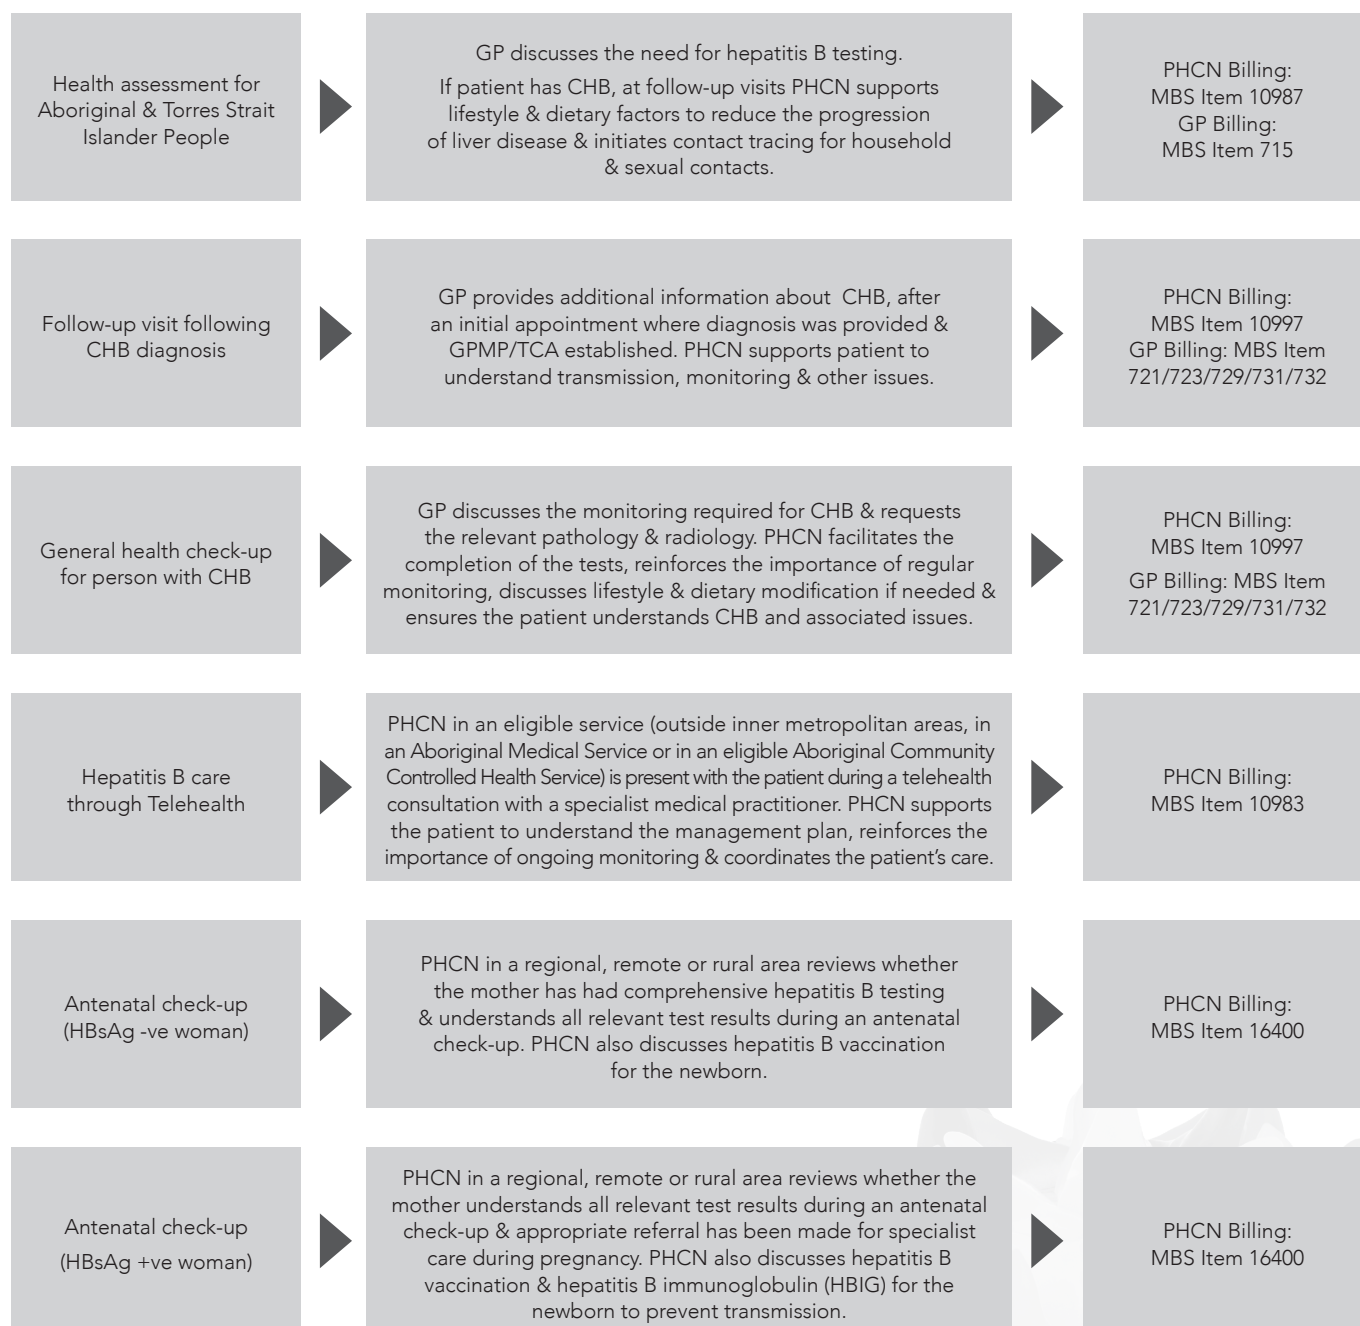 Health assessment for
Aboriginal & Torres Strait
Islander People
GP discusses the need for hepatitis B testing.
If patient has CHB, at follow-up visits PHCN supports
lifestyle & dietary factors to reduce the progression
of liver disease & initiates contact tracing for household
& sexual contacts.
PHCN Billing:
MBS Item 10987
GP Billing:
MBS Item 715
Follow-up visit following
CHB diagnosis
GP provides additional information about CHB, after
an initial appointment where diagnosis was provided &
GPMP/TCA established. PHCN supports patient to
understand transmission, monitoring & other issues.
PHCN Billing:
MBS Item 10997
GP Billing: MBS Item
721/723/729/731/732
General health check-up
for person with CHB
GP discusses the monitoring required for CHB & requests
the relevant pathology & radiology. PHCN facilitates the
completion of the tests, reinforces the importance of regular
monitoring, discusses lifestyle & dietary modification if needed &
ensures the patient understands CHB and associated issues.
PHCN Billing:
MBS Item 10997
GP Billing: MBS Item
721/723/729/731/732
Hepatitis B care
through Telehealth
PHCN in an eligible service (outside inner metropolitan areas, in
an Aboriginal Medical Service or in an eligible Aboriginal Community
Controlled Health Service) is present with the patient during a telehealth
consultation with a specialist medical practitioner. PHCN supports
the patient to understand the management plan, reinforces the
importance of ongoing monitoring & coordinates the patient's care.
PHCN Billing:
MBS Item 10983
Antenatal check-up
(HBsAg -ve woman)
PHCN in a regional, remote or rural area reviews whether
the mother has had comprehensive hepatitis B testing
& understands all relevant test results during an antenatal
check-up. PHCN also discusses hepatitis B vaccination
for the newborn.
PHCN Billing:
MBS Item 16400
Antenatal check-up
(HBsAg +ve woman)
PHCN in a regional, remote or rural area reviews whether the
mother understands all relevant test results during an antenatal
check-up & appropriate referral has been made for specialist
care during pregnancy. PHCN also discusses hepatitis B
vaccination & hepatitis B immunoglobulin (HBIG) for the
newborn to prevent transmission.
PHCN Billing:
MBS Item 16400